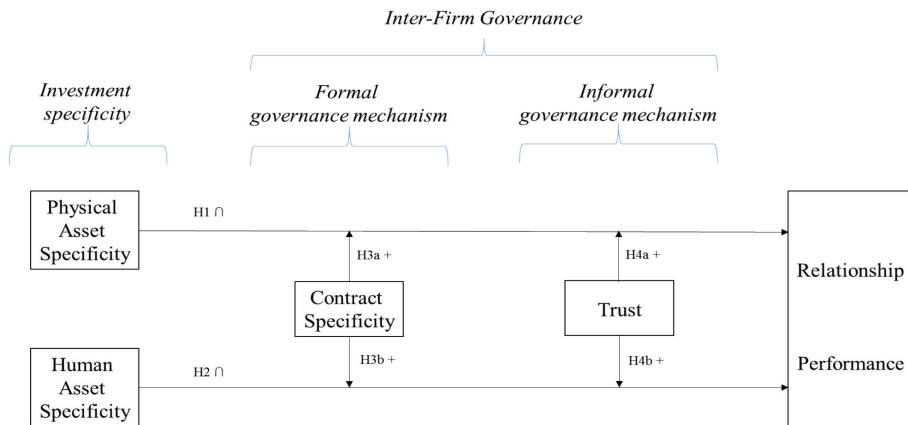 Inter-Firm Governance
Investment
specificity
Formal
governance mechanism
Informal
governance mechanism
Physical
Asset
Specificity
H1 ∩
H3a +
H4a +
Contract
Specificity
Trust
Relationship
Performance
H3b +
H4b +
Human
Asset
Specificity
H2 ∩